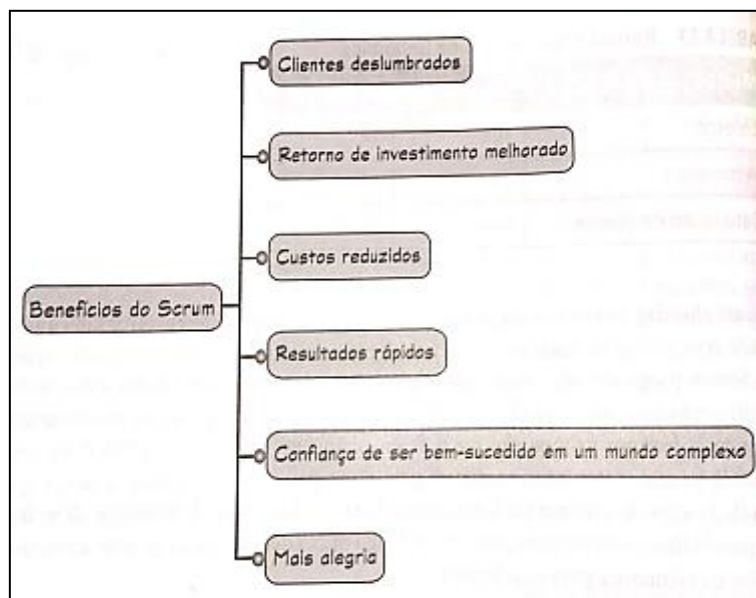 Clientes deslumbrados
Retorno de investimento melhorado
Custos reduzidos
Benefícios do Scrum
Resultados rápidos
Confiança de ser bem-sucedido em um mundo complexo
Mais alegria